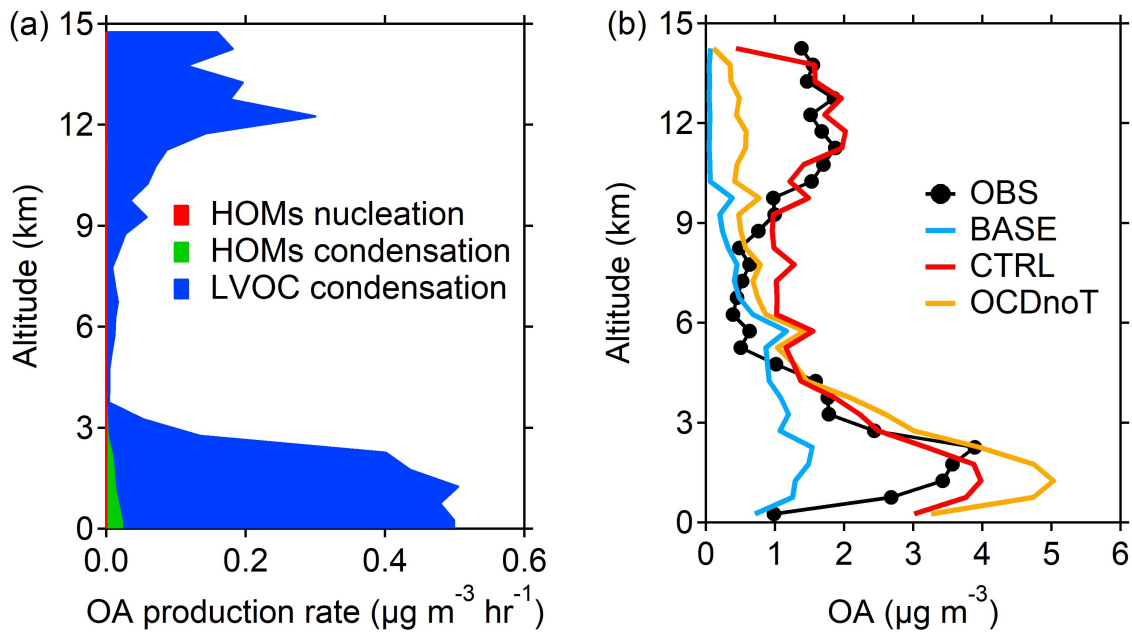 (a)
15
12
9
6
3
0
Altitude (km)
HOMs nucleation
HOMs condensation
LVOC condensation
0.0 0.2 0.4 0.6
OA production rate (µg m⁻³ hr⁻¹)
(b)
15
12
9
6
3
0
Altitude (km)
OBS
BASE
CTRL
OCDnoT
0 1 2 3 4 5 6
OA (µg m⁻³)